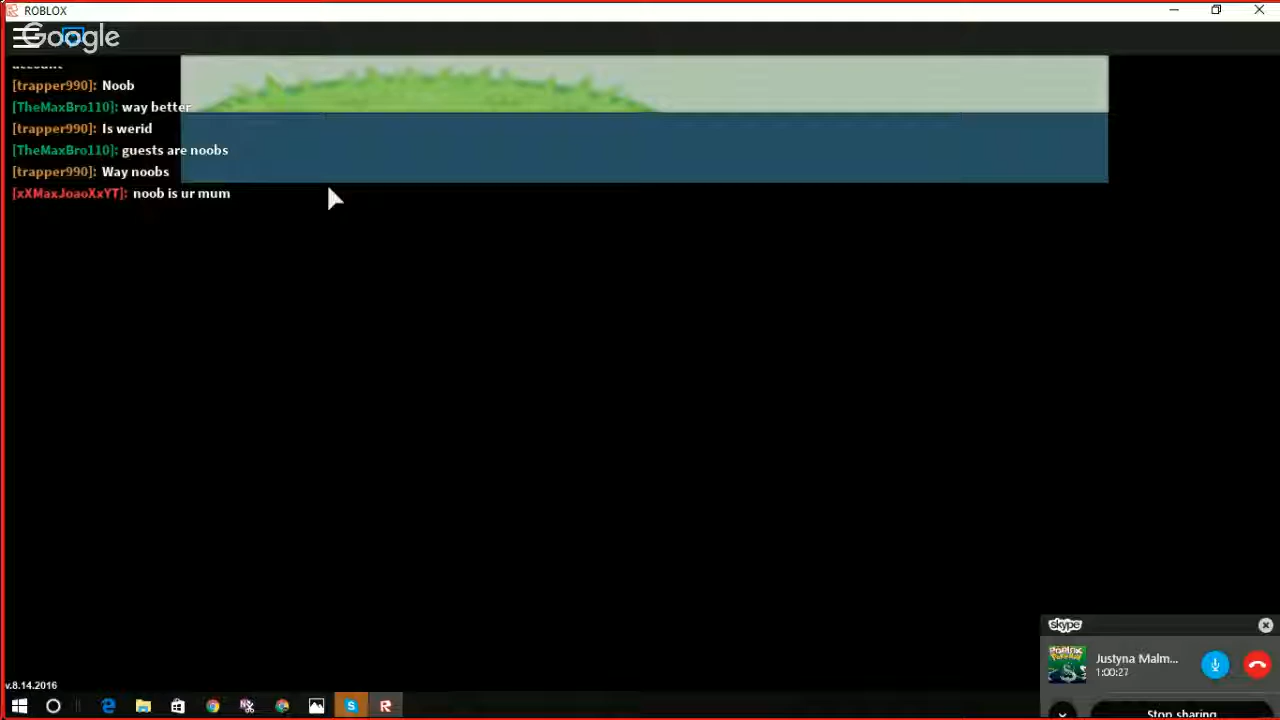 ROBLOX
Google
account
[trapper990]: Noob
[TheMaxBro110]: way better
[trapper990]: Is werid
[TheMaxBro110]: guests are noobs
[trapper990]: Way noobs
[xXMaxJoaoXxYT]: noob is ur mum
skype
Justyna Malm...
1:00:27
Stop sharing
v.8.14.2016